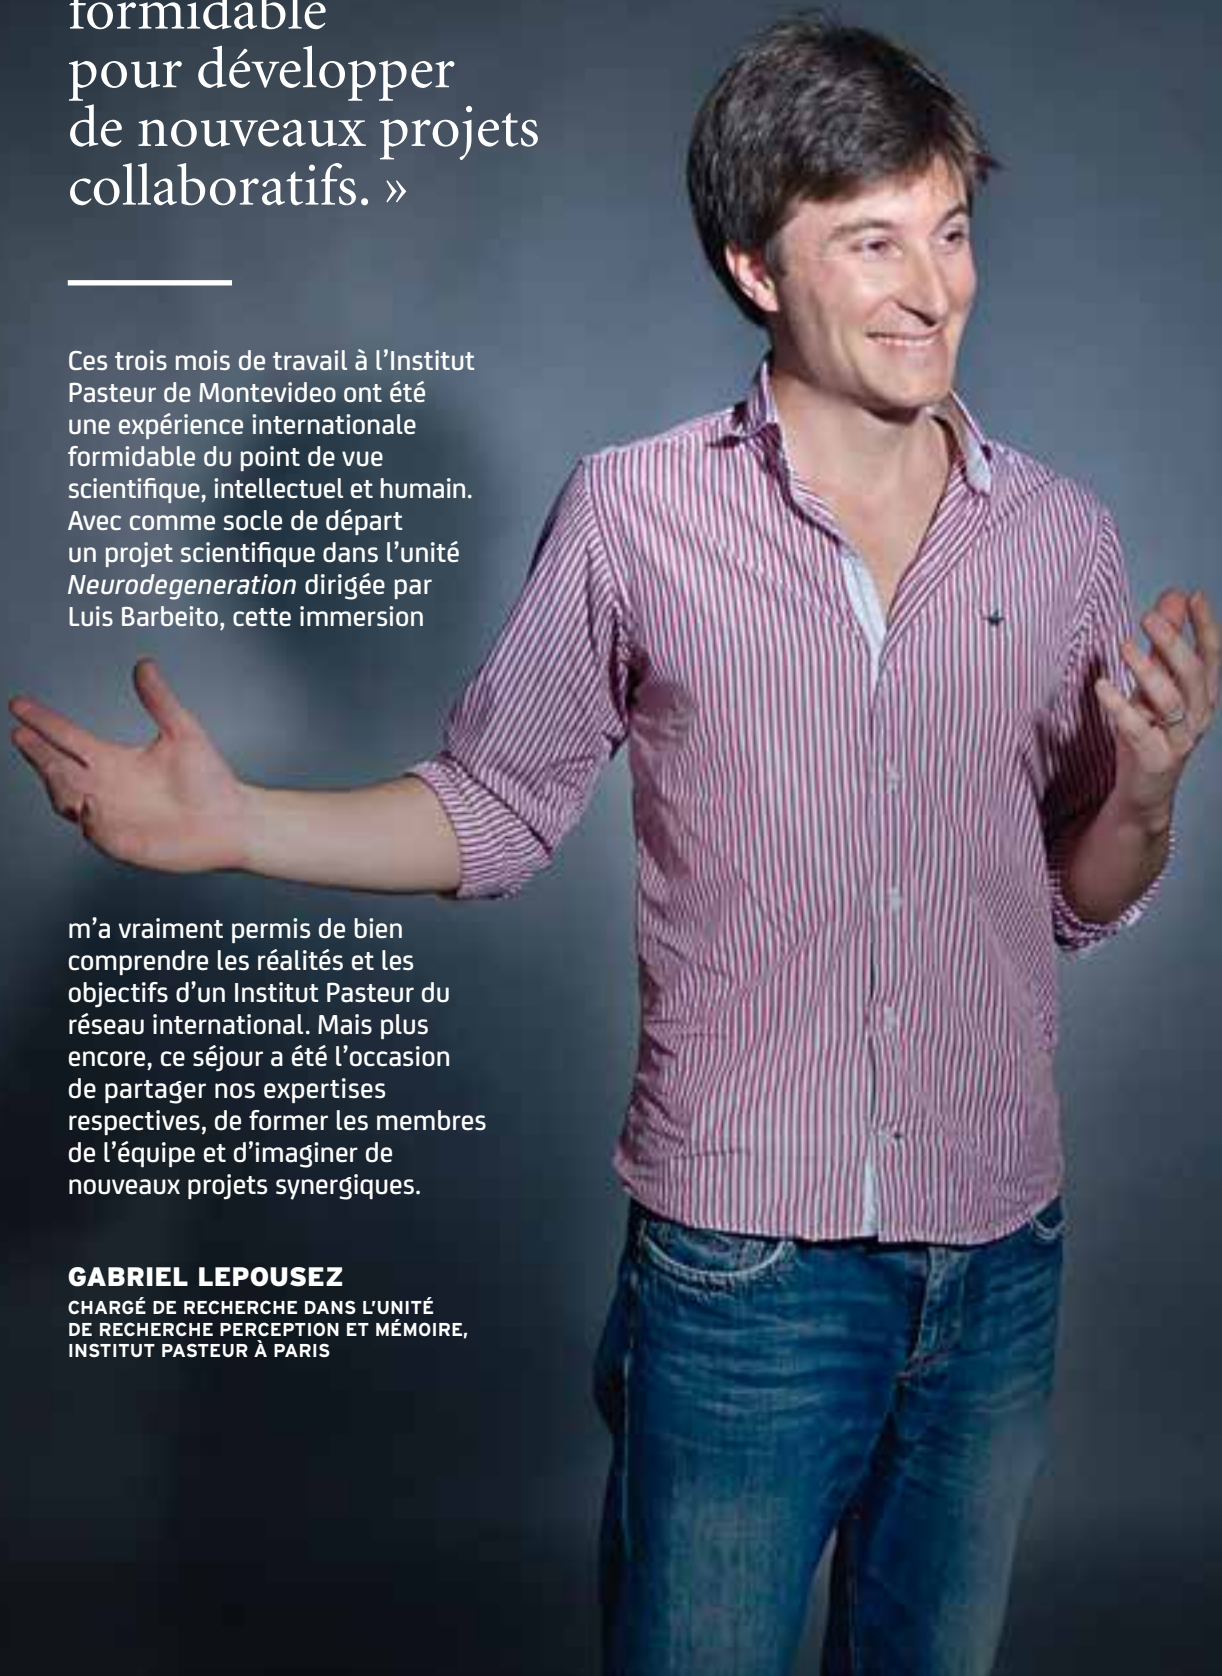 formidable
pour développer
de nouveaux projets
collaboratifs. »
Ces trois mois de travail à l’Institut
Pasteur de Montevideo ont été
une expérience internationale
formidable du point de vue
scientifique, intellectuel et humain.
Avec comme socle de départ
un projet scientifique dans l’unité
Neurodegeneration dirigée par
Luis Barbeito, cette immersion
m’a vraiment permis de bien
comprendre les réalités et les
objectifs d’un Institut Pasteur du
réseau international. Mais plus
encore, ce séjour a été l’occasion
de partager nos expertises
respectives, de former les membres
de l’équipe et d’imaginer de
nouveaux projets synergiques.
GABRIEL LEPOUSEZ
CHARGÉ DE RECHERCHE DANS L’UNITÉ
DE RECHERCHE PERCEPTION ET MÉMOIRE,
INSTITUT PASTEUR À PARIS